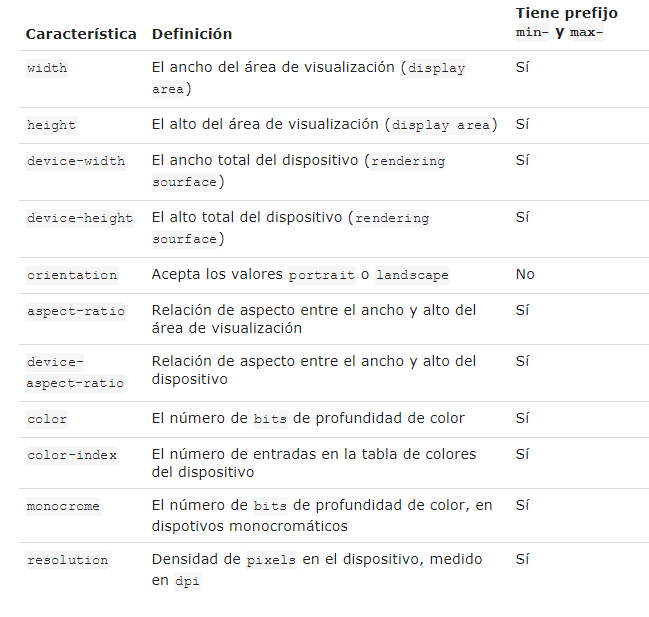 Característica Definición Tiene prefijo
min- y max-
width El ancho del área de visualización (display
area) Sí
height El alto del área de visualización (display area) Sí
device-width El ancho total del dispositivo (rendering
sourface) Sí
device-height El alto total del dispositivo (rendering
sourface) Sí
orientation Acepta los valores portrait o landscape No
aspect-ratio Relación de aspecto entre el ancho y alto del
área de visualización Sí
device-
aspect-ratio Relación de aspecto entre el ancho y alto del
dispositivo Sí
color El número de bits de profundidad de color Sí
color-index El número de entradas en la tabla de colores
del dispositivo Sí
monocrome El número de bits de profundidad de color, en
dispotivos monocromáticos Sí
resolution Densidad de pixels en el dispositivo, medido
en dpi Sí